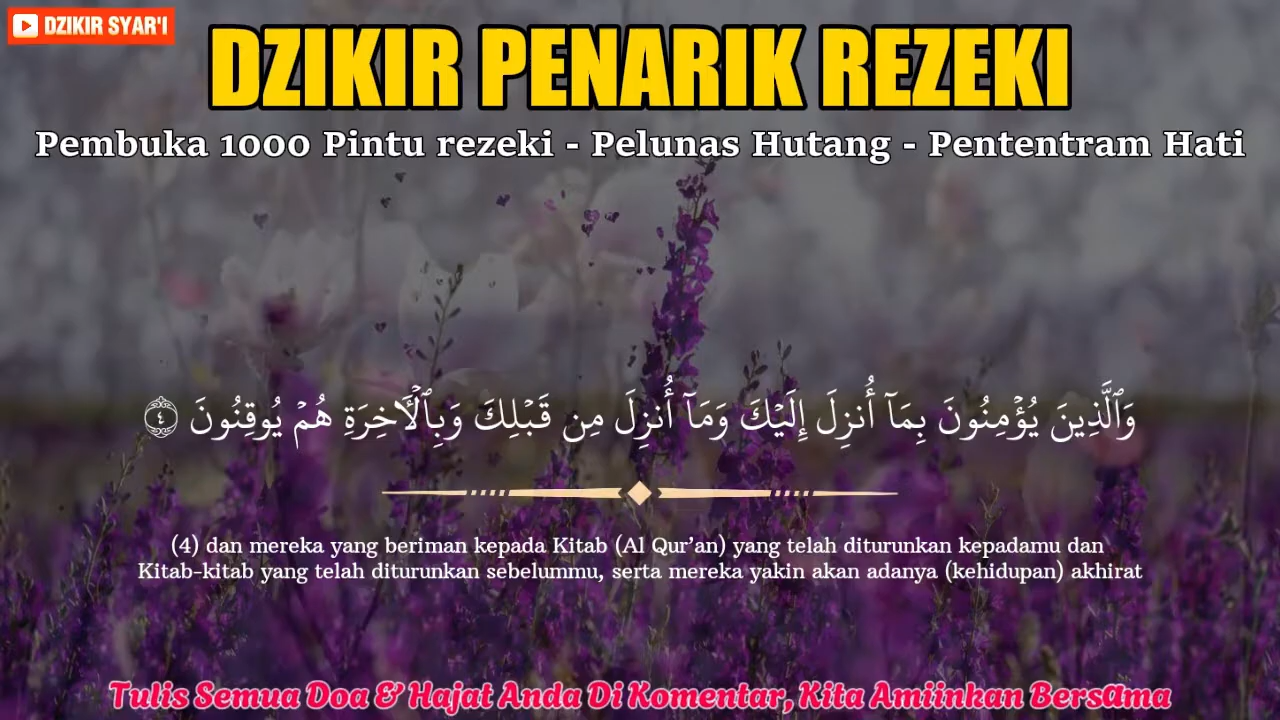 DZIKIR SYAR'I
DZIKIR PENARIK REZEKI
Pembuka 1000 Pintu rezeki - Pelunas Hutang - Pententram Hati
وَٱلَّذِينَ يُؤْمِنُونَ بِمَآ أُنزِلَ إِلَيْكَ وَمَآ أُنزِلَ مِن قَبْلِكَ وَبِٱلْءَاخِرَةِ هُمْ يُوقِنُونَ ٤
(4) dan mereka yang beriman kepada Kitab (Al Qur’an) yang telah diturunkan kepadamu dan
Kitab-kitab yang telah diturunkan sebelummu, serta mereka yakin akan adanya (kehidupan) akhirat
Tulis Semua Doa & Hajat Anda Di Komentar, Kita Amiinkan Bersama